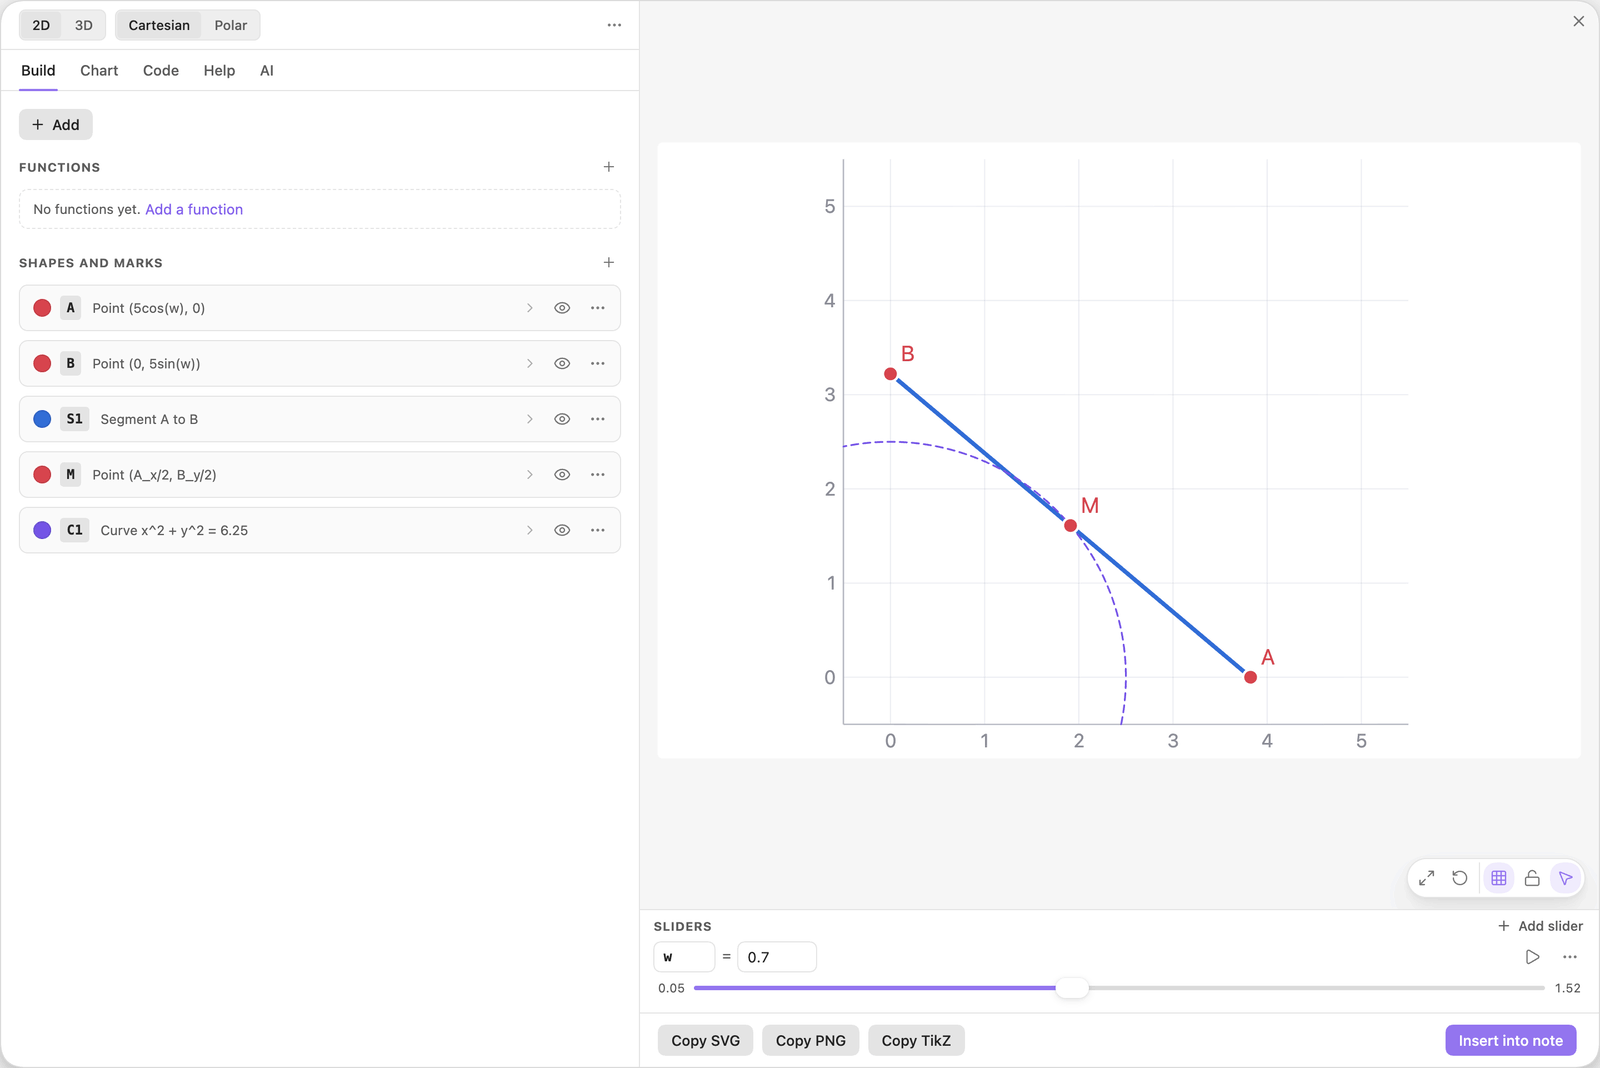 2D 3D Cartesian Polar
Build Chart Code Help AI
+ Add
FUNCTIONS
No functions yet. Add a function
SHAPES AND MARKS
A Point (5cos(w), 0)
B Point (0, 5sin(w))
S1 Segment A to B
M Point (A_x/2, B_y/2)
C1 Curve x^2 + y^2 = 6.25
5
4
B
3
2
M
1
A
0
0 1 2 3 4 5
SLIDERS + Add slider
w = 0.7
0.05 1.52
Copy SVG Copy PNG Copy TikZ Insert into note